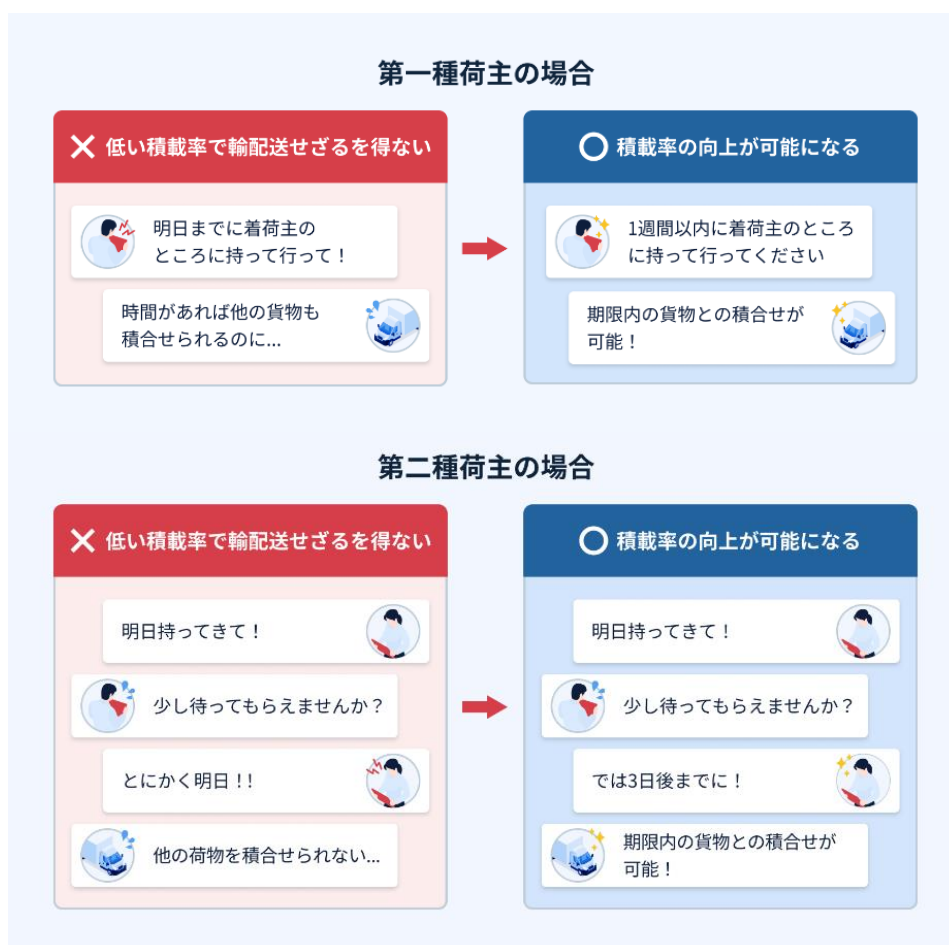 第一種荷主の場合
× 低い積載率で輸配送せざるを得ない
明日までに着荷主の
ところに持って行って！
時間があれば他の貨物も
積合せられるのに...
○ 積載率の向上が可能になる
1週間以内に着荷主のところ
に持って行ってください
期限内の貨物との積合せが
可能！
第二種荷主の場合
× 低い積載率で輸配送せざるを得ない
明日持ってきて！
少し待ってもらえませんか？
とにかく明日！！
他の荷物を積合せられない...
○ 積載率の向上が可能になる
明日持ってきて！
少し待ってもらえませんか？
では3日後までに！
期限内の貨物との積合せが
可能！